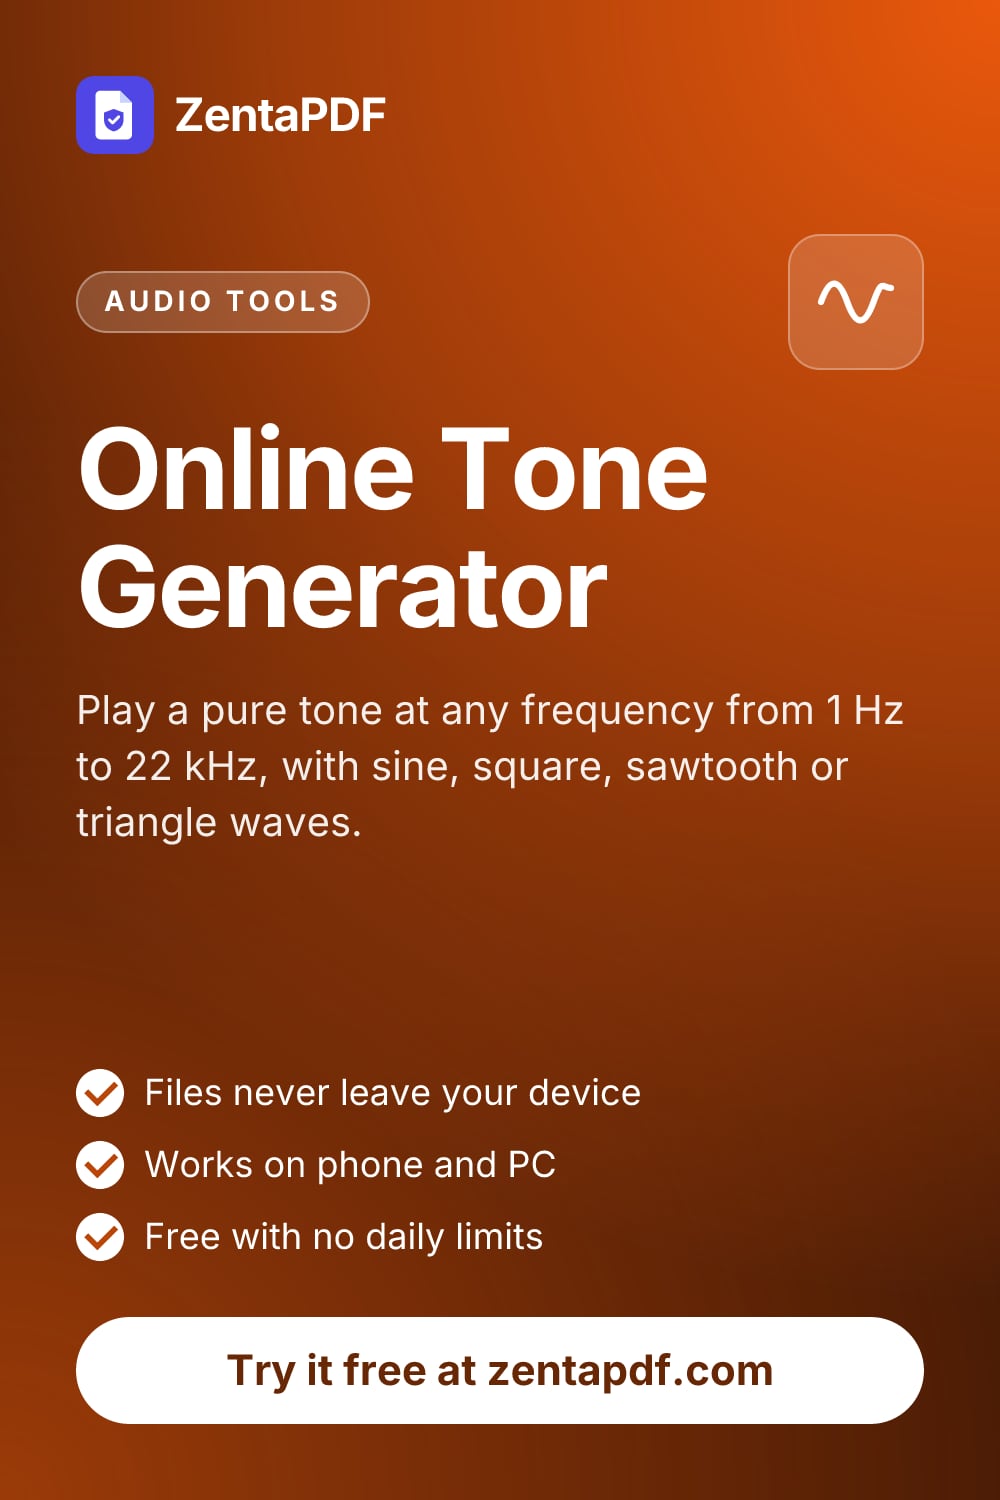 ZentaPDF
AUDIO TOOLS
Online Tone
Generator
Play a pure tone at any frequency from 1 Hz
to 22 kHz, with sine, square, sawtooth or
triangle waves.
Files never leave your device
Works on phone and PC
Free with no daily limits
Try it free at zentapdf.com